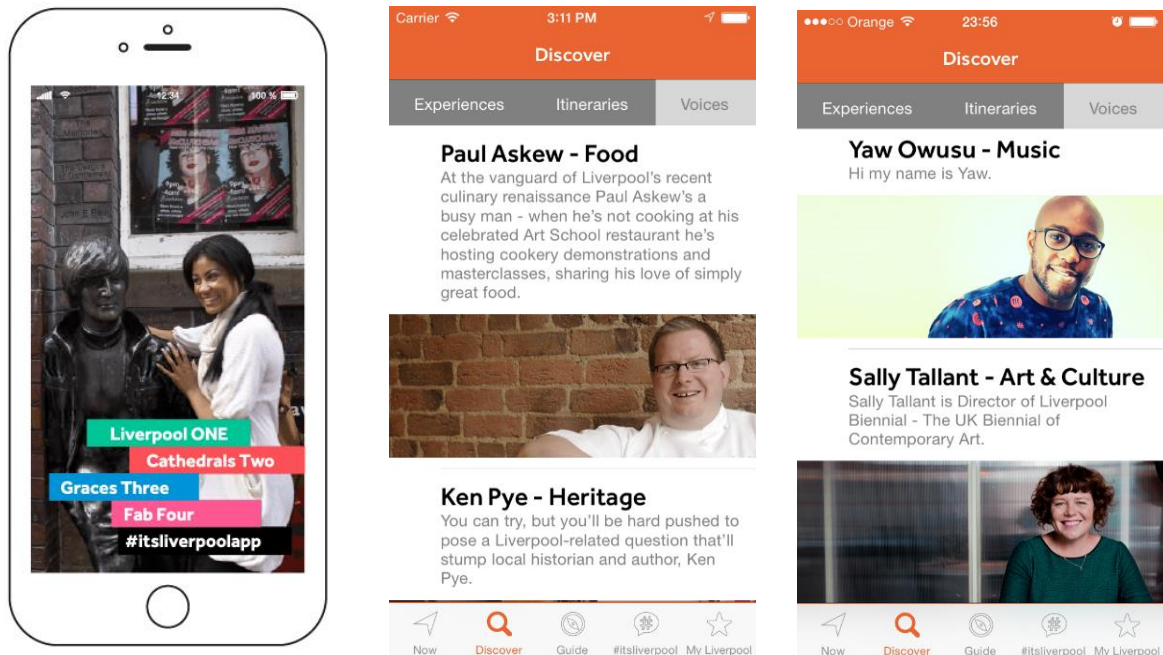 12:34
100 %
Liverpool ONE
Cathedrals Two
Graces Three
Fab Four
#itsliverpoolapp
Carrier
3:11 PM
Discover
Experiences
Itineraries
Voices
Paul Askew - Food
At the vanguard of Liverpool’s recent
culinary renaissance Paul Askew’s a
busy man - when he’s not cooking at his
celebrated Art School restaurant he’s
hosting cookery demonstrations and
masterclasses, sharing his love of simply
great food.
Ken Pye - Heritage
You can try, but you’ll be hard pushed to
pose a Liverpool-related question that’ll
stump local historian and author, Ken
Pye.
Now
Discover
Guide
#itsliverpool
My Liverpool
Orange
23:56
Discover
Experiences
Itineraries
Voices
Yaw Owusu - Music
Hi my name is Yaw.
Sally Tallant - Art & Culture
Sally Tallant is Director of Liverpool
Biennial - The UK Biennial of
Contemporary Art.
Now
Discover
Guide
#itsliverpool
My Liverpool